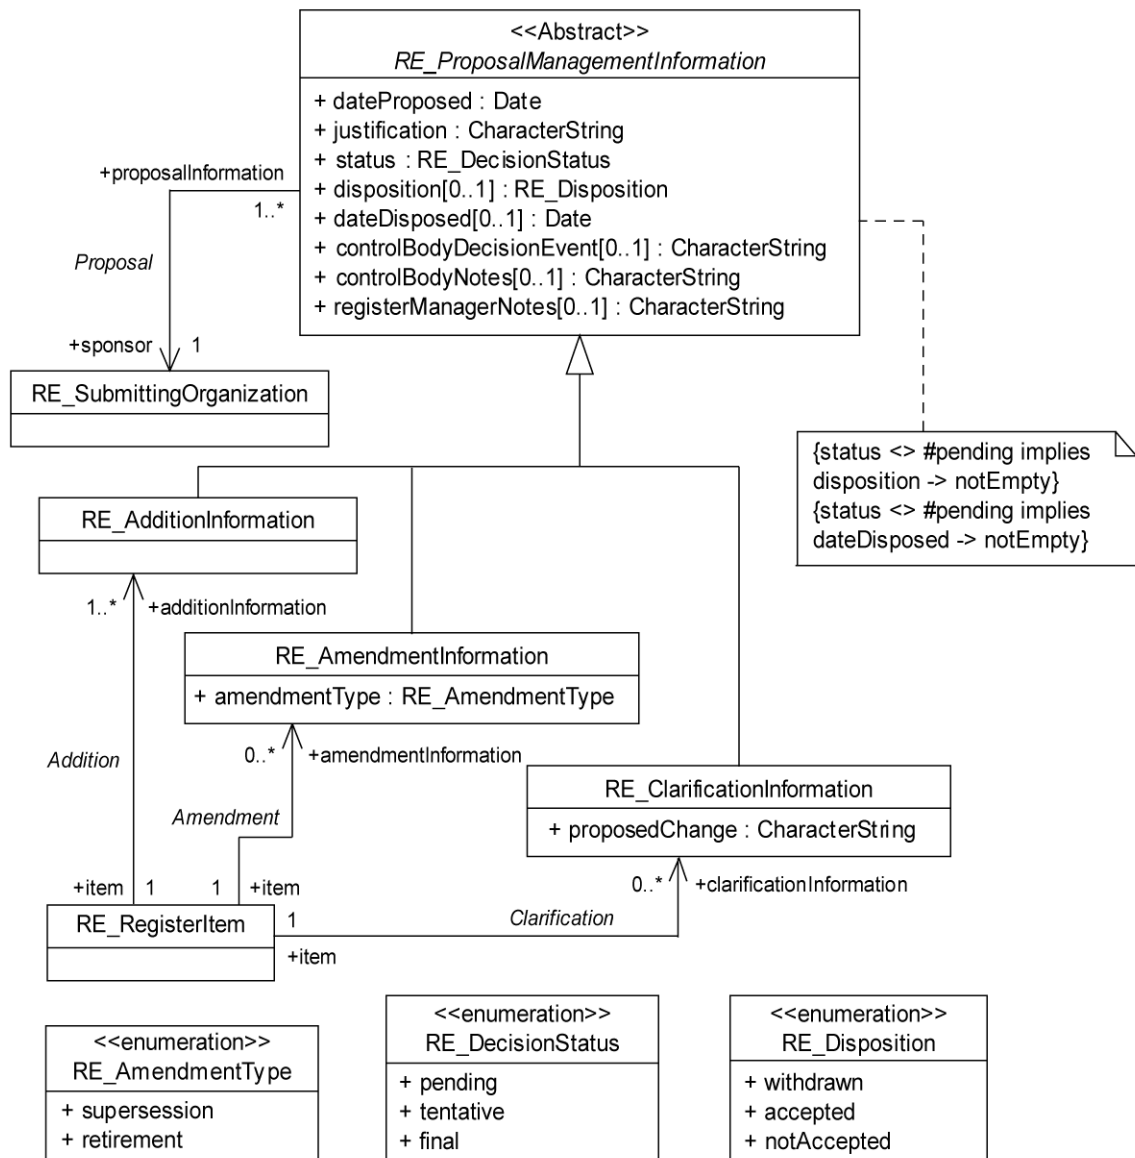 <<Abstract>>
RE_ProposalManagementInformation
+ dateProposed : Date
+ justification : CharacterString
+ status : RE_DecisionStatus
+ disposition[0..1] : RE_Disposition
+ dateDisposed[0..1] : Date
+ controlBodyDecisionEvent[0..1] : CharacterString
+ controlBodyNotes[0..1] : CharacterString
+ registerManagerNotes[0..1] : CharacterString
+proposalInformation
1..*
Proposal
+sponsor
1
RE_SubmittingOrganization
{status <> #pending implies
disposition -> notEmpty}
{status <> #pending implies
dateDisposed -> notEmpty}
RE_AdditionInformation
1..*
+additionInformation
RE_AmendmentInformation
+ amendmentType : RE_AmendmentType
0..*
+amendmentInformation
Addition
Amendment
RE_ClarificationInformation
+ proposedChange : CharacterString
0..*
+clarificationInformation
+item
1
1
+item
RE_RegisterItem
1
+item
Clarification
<<enumeration>>
RE_AmendmentType
+ supersession
+ retirement
<<enumeration>>
RE_DecisionStatus
+ pending
+ tentative
+ final
<<enumeration>>
RE_Disposition
+ withdrawn
+ accepted
+ notAccepted